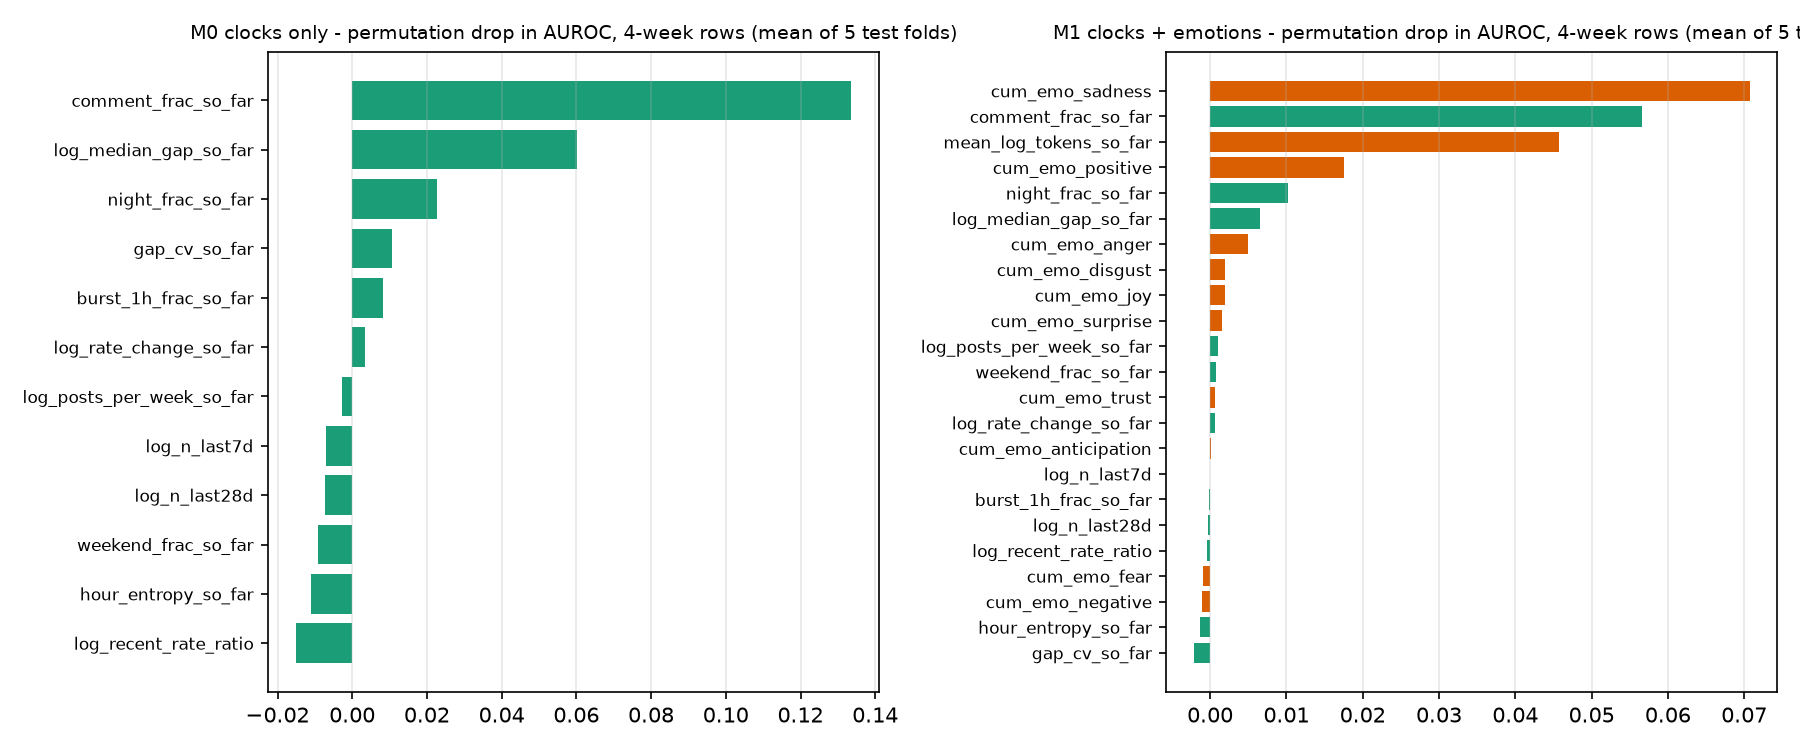 M0 clocks only - permutation drop in AUROC, 4-week rows (mean of 5 test folds)
comment_frac_so_far
log_median_gap_so_far
night_frac_so_far
gap_cv_so_far
burst_1h_frac_so_far
log_rate_change_so_far
log_posts_per_week_so_far
log_n_last7d
log_n_last28d
weekend_frac_so_far
hour_entropy_so_far
log_recent_rate_ratio
−0.02 0.00 0.02 0.04 0.06 0.08 0.10 0.12 0.14
M1 clocks + emotions - permutation drop in AUROC, 4-week rows (mean of 5 t
cum_emo_sadness
comment_frac_so_far
mean_log_tokens_so_far
cum_emo_positive
night_frac_so_far
log_median_gap_so_far
cum_emo_anger
cum_emo_disgust
cum_emo_joy
cum_emo_surprise
log_posts_per_week_so_far
weekend_frac_so_far
cum_emo_trust
log_rate_change_so_far
cum_emo_anticipation
log_n_last7d
burst_1h_frac_so_far
log_n_last28d
log_recent_rate_ratio
cum_emo_fear
cum_emo_negative
hour_entropy_so_far
gap_cv_so_far
0.00 0.01 0.02 0.03 0.04 0.05 0.06 0.07